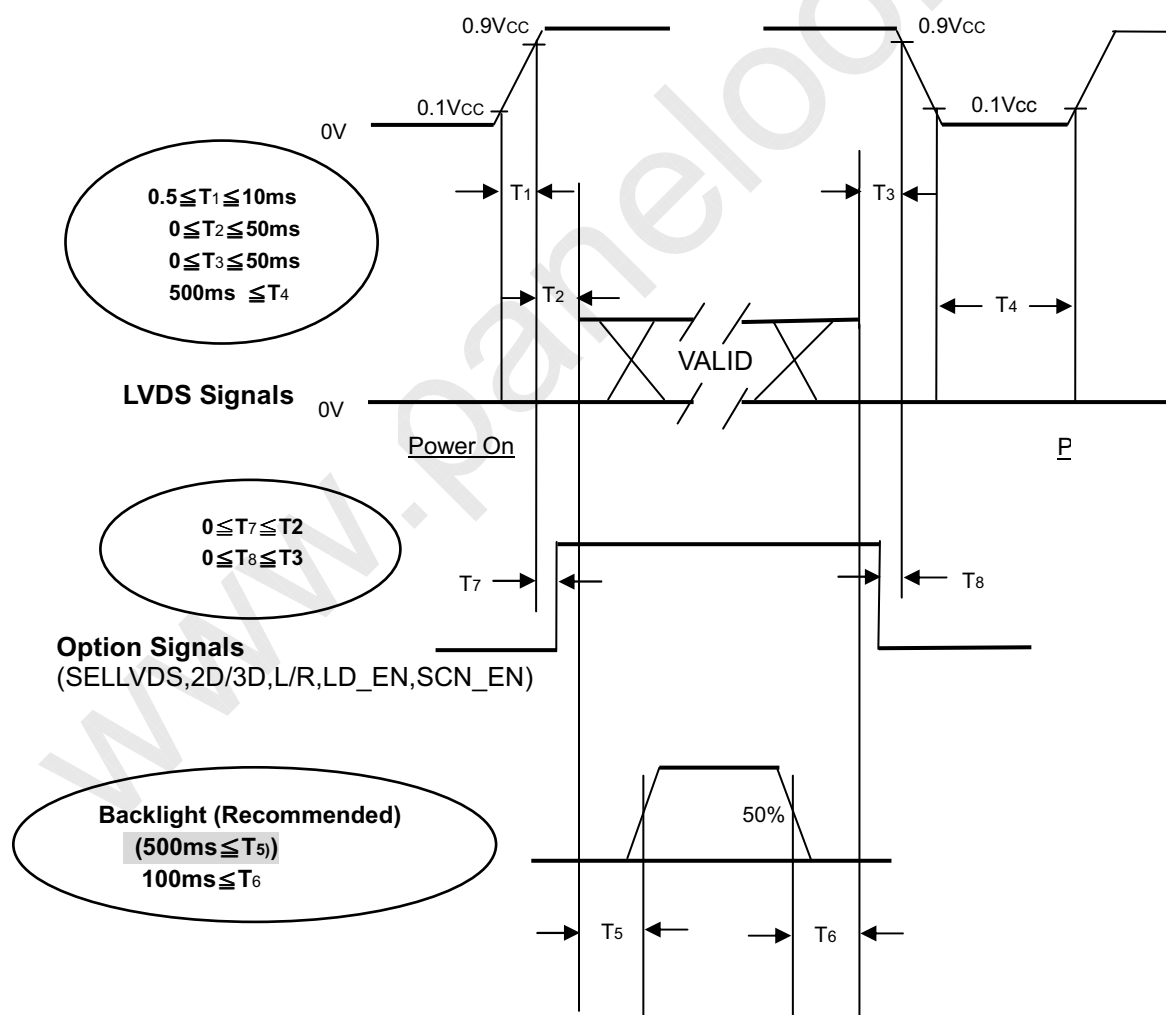 0.9VCC
0.9VCC
0.1VCC
0.1Vcc
0V
0.5≦T1≦10ms
0≦T2≦50ms
0≦T3≦50ms
500ms ≦T4
T1
T3
T2
T4
VALID
LVDS Signals
0V
Power On
P
0≦T7≦T2
0≦T8≦T3
T7
T8
Option Signals
(SELLVDS,2D/3D,L/R,LD_EN,SCN_EN)
Backlight (Recommended)
(500ms≦T5))
100ms≦T6
50%
T5
T6
www.paneloo